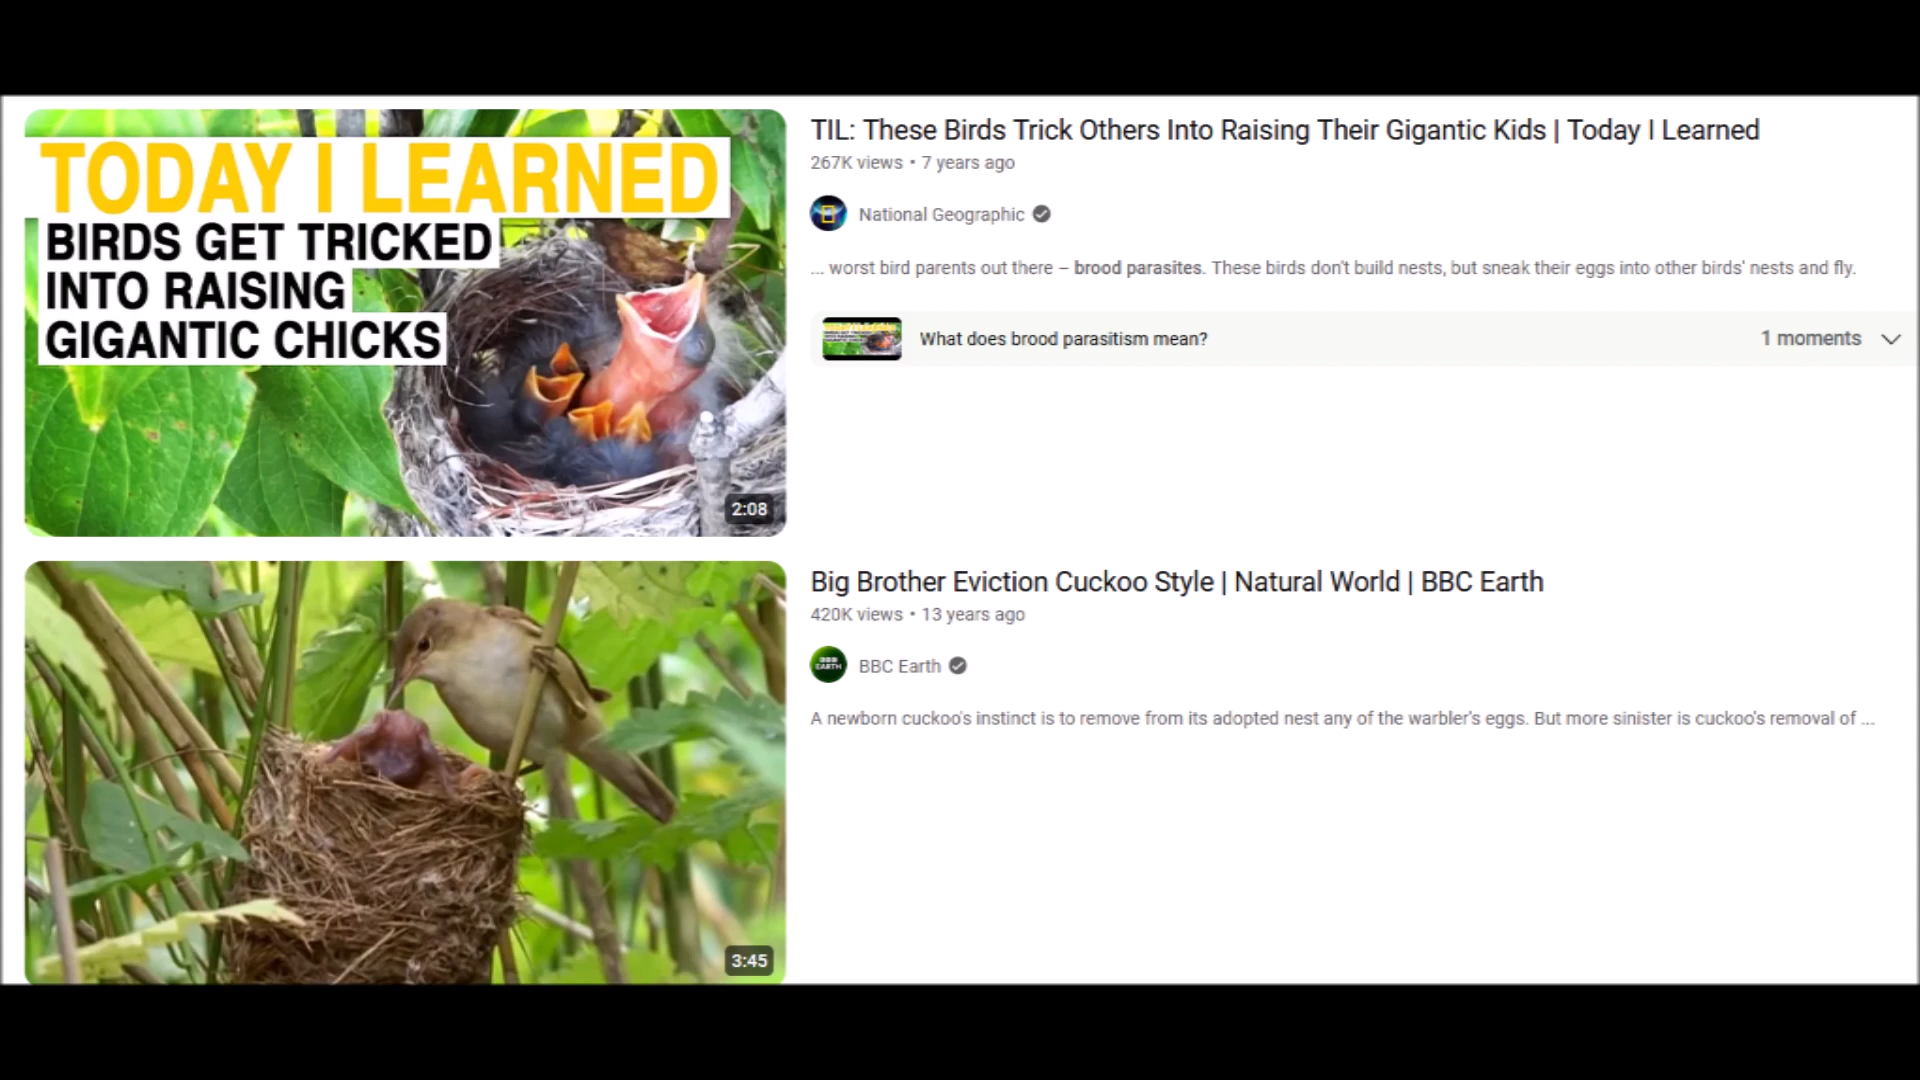 TODAY I LEARNED
BIRDS GET TRICKED
INTO RAISING
GIGANTIC CHICKS
2:08
TIL: These Birds Trick Others Into Raising Their Gigantic Kids | Today I Learned
267K views • 7 years ago
National Geographic
... worst bird parents out there – brood parasites. These birds don't build nests, but sneak their eggs into other birds' nests and fly.
What does brood parasitism mean?
1 moments
3:45
Big Brother Eviction Cuckoo Style | Natural World | BBC Earth
420K views • 13 years ago
BBC EARTH
BBC Earth
A newborn cuckoo's instinct is to remove from its adopted nest any of the warbler's eggs. But more sinister is cuckoo's removal of ...